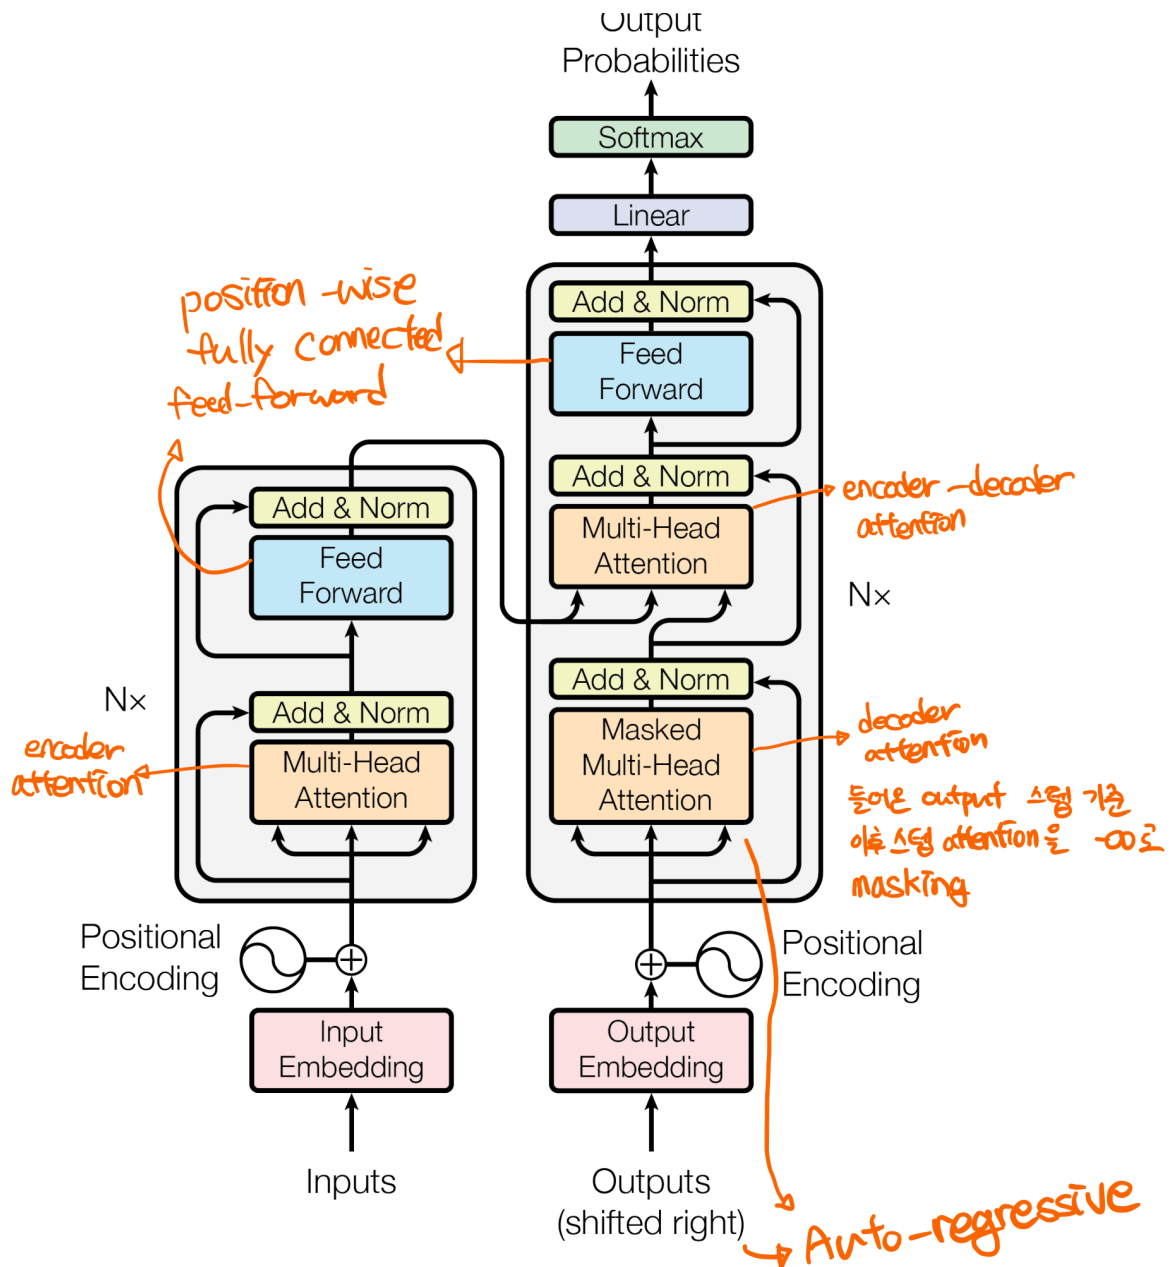 Output
Probabilities
Softmax
Linear
Add & Norm
Feed
Forward
Add & Norm
Multi-Head
Attention
Add & Norm
Masked
Multi-Head
Attention
Nx
Positional
Encoding
Output
Embedding
Outputs
(shifted right)
position-wise
fully connected
feed-forward
Add & Norm
Feed
Forward
Add & Norm
Multi-Head
Attention
Nx
Positional
Encoding
Input
Embedding
Inputs
encoder
attention
encoder-decoder
attention
decoder
attention
들어온 output 스텝 기준
이후 스텝 attention을 -∞로
masking
Auto-regressive